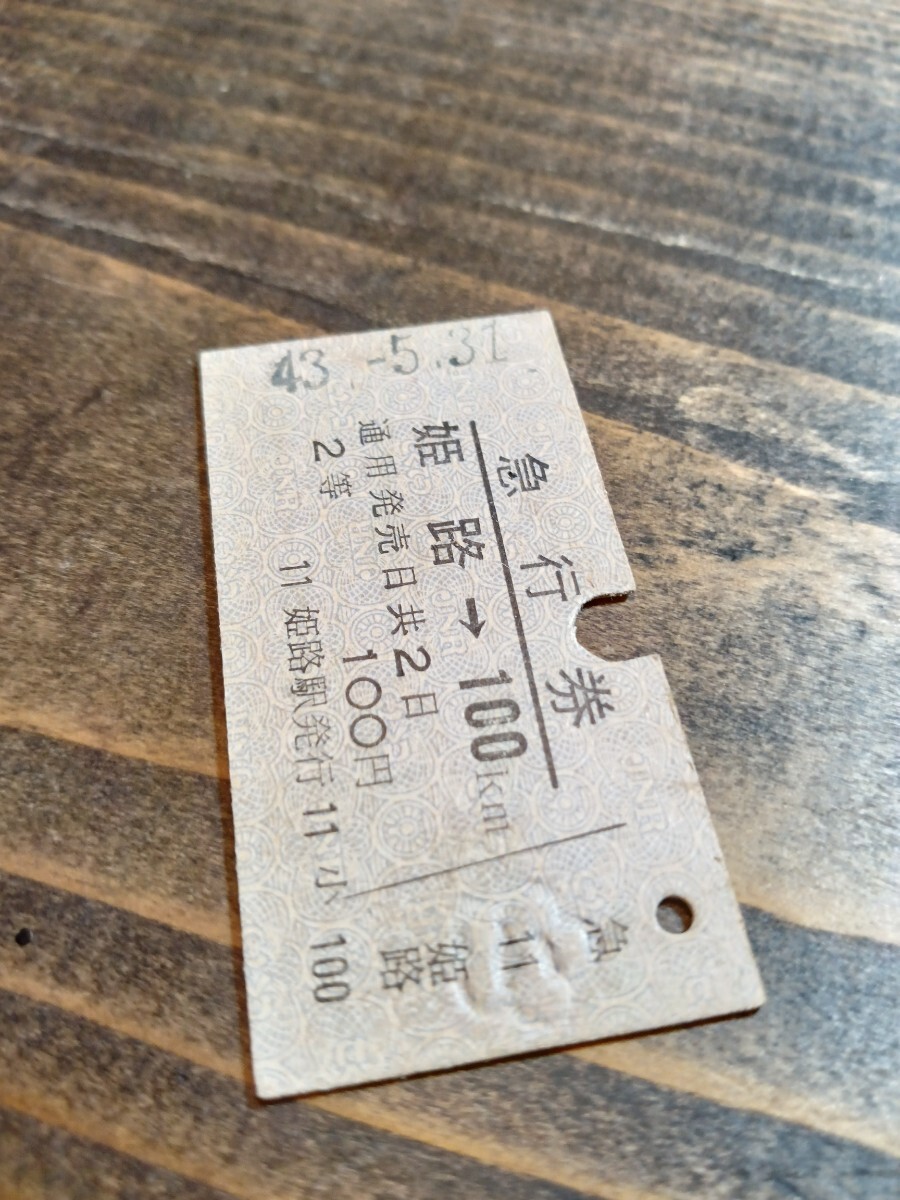 43.-5.31
急行券
姫路→100km
通用発売日共2日
2等 100円
11 姫路駅発行 11
小
急
11
姫路
100